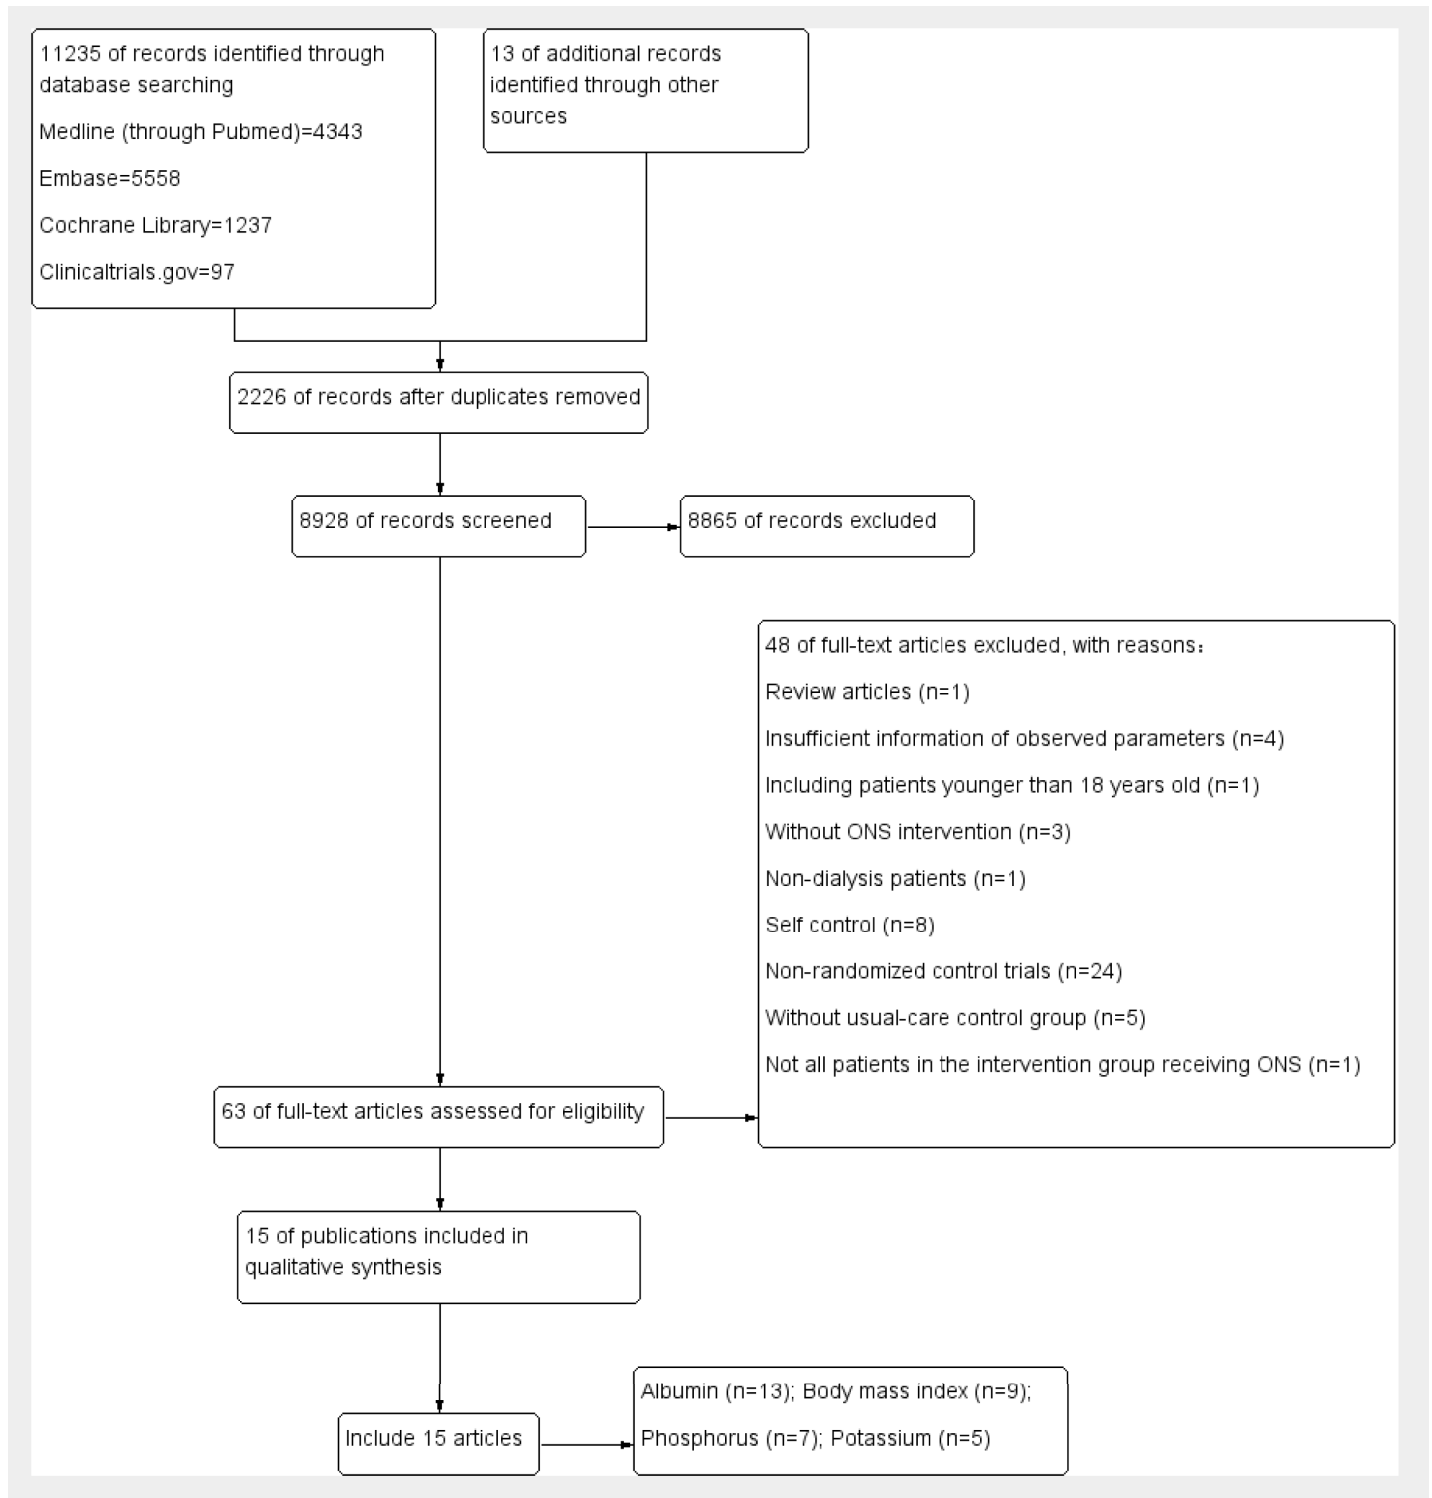 11235 of records identified through
database searching
Medline (through Pubmed)=4343
Embase=5558
Cochrane Library=1237
Clinicaltrials.gov=97
13 of additional records
identified through other
sources
2226 of records after duplicates removed
8928 of records screened
8865 of records excluded
48 of full-text articles excluded, with reasons：
Review articles (n=1)
Insufficient information of observed parameters (n=4)
Including patients younger than 18 years old (n=1)
Without ONS intervention (n=3)
Non-dialysis patients (n=1)
Self control (n=8)
Non-randomized control trials (n=24)
Without usual-care control group (n=5)
Not all patients in the intervention group receiving ONS (n=1)
63 of full-text articles assessed for eligibility
15 of publications included in
qualitative synthesis
Include 15 articles
Albumin (n=13); Body mass index (n=9);
Phosphorus (n=7); Potassium (n=5)